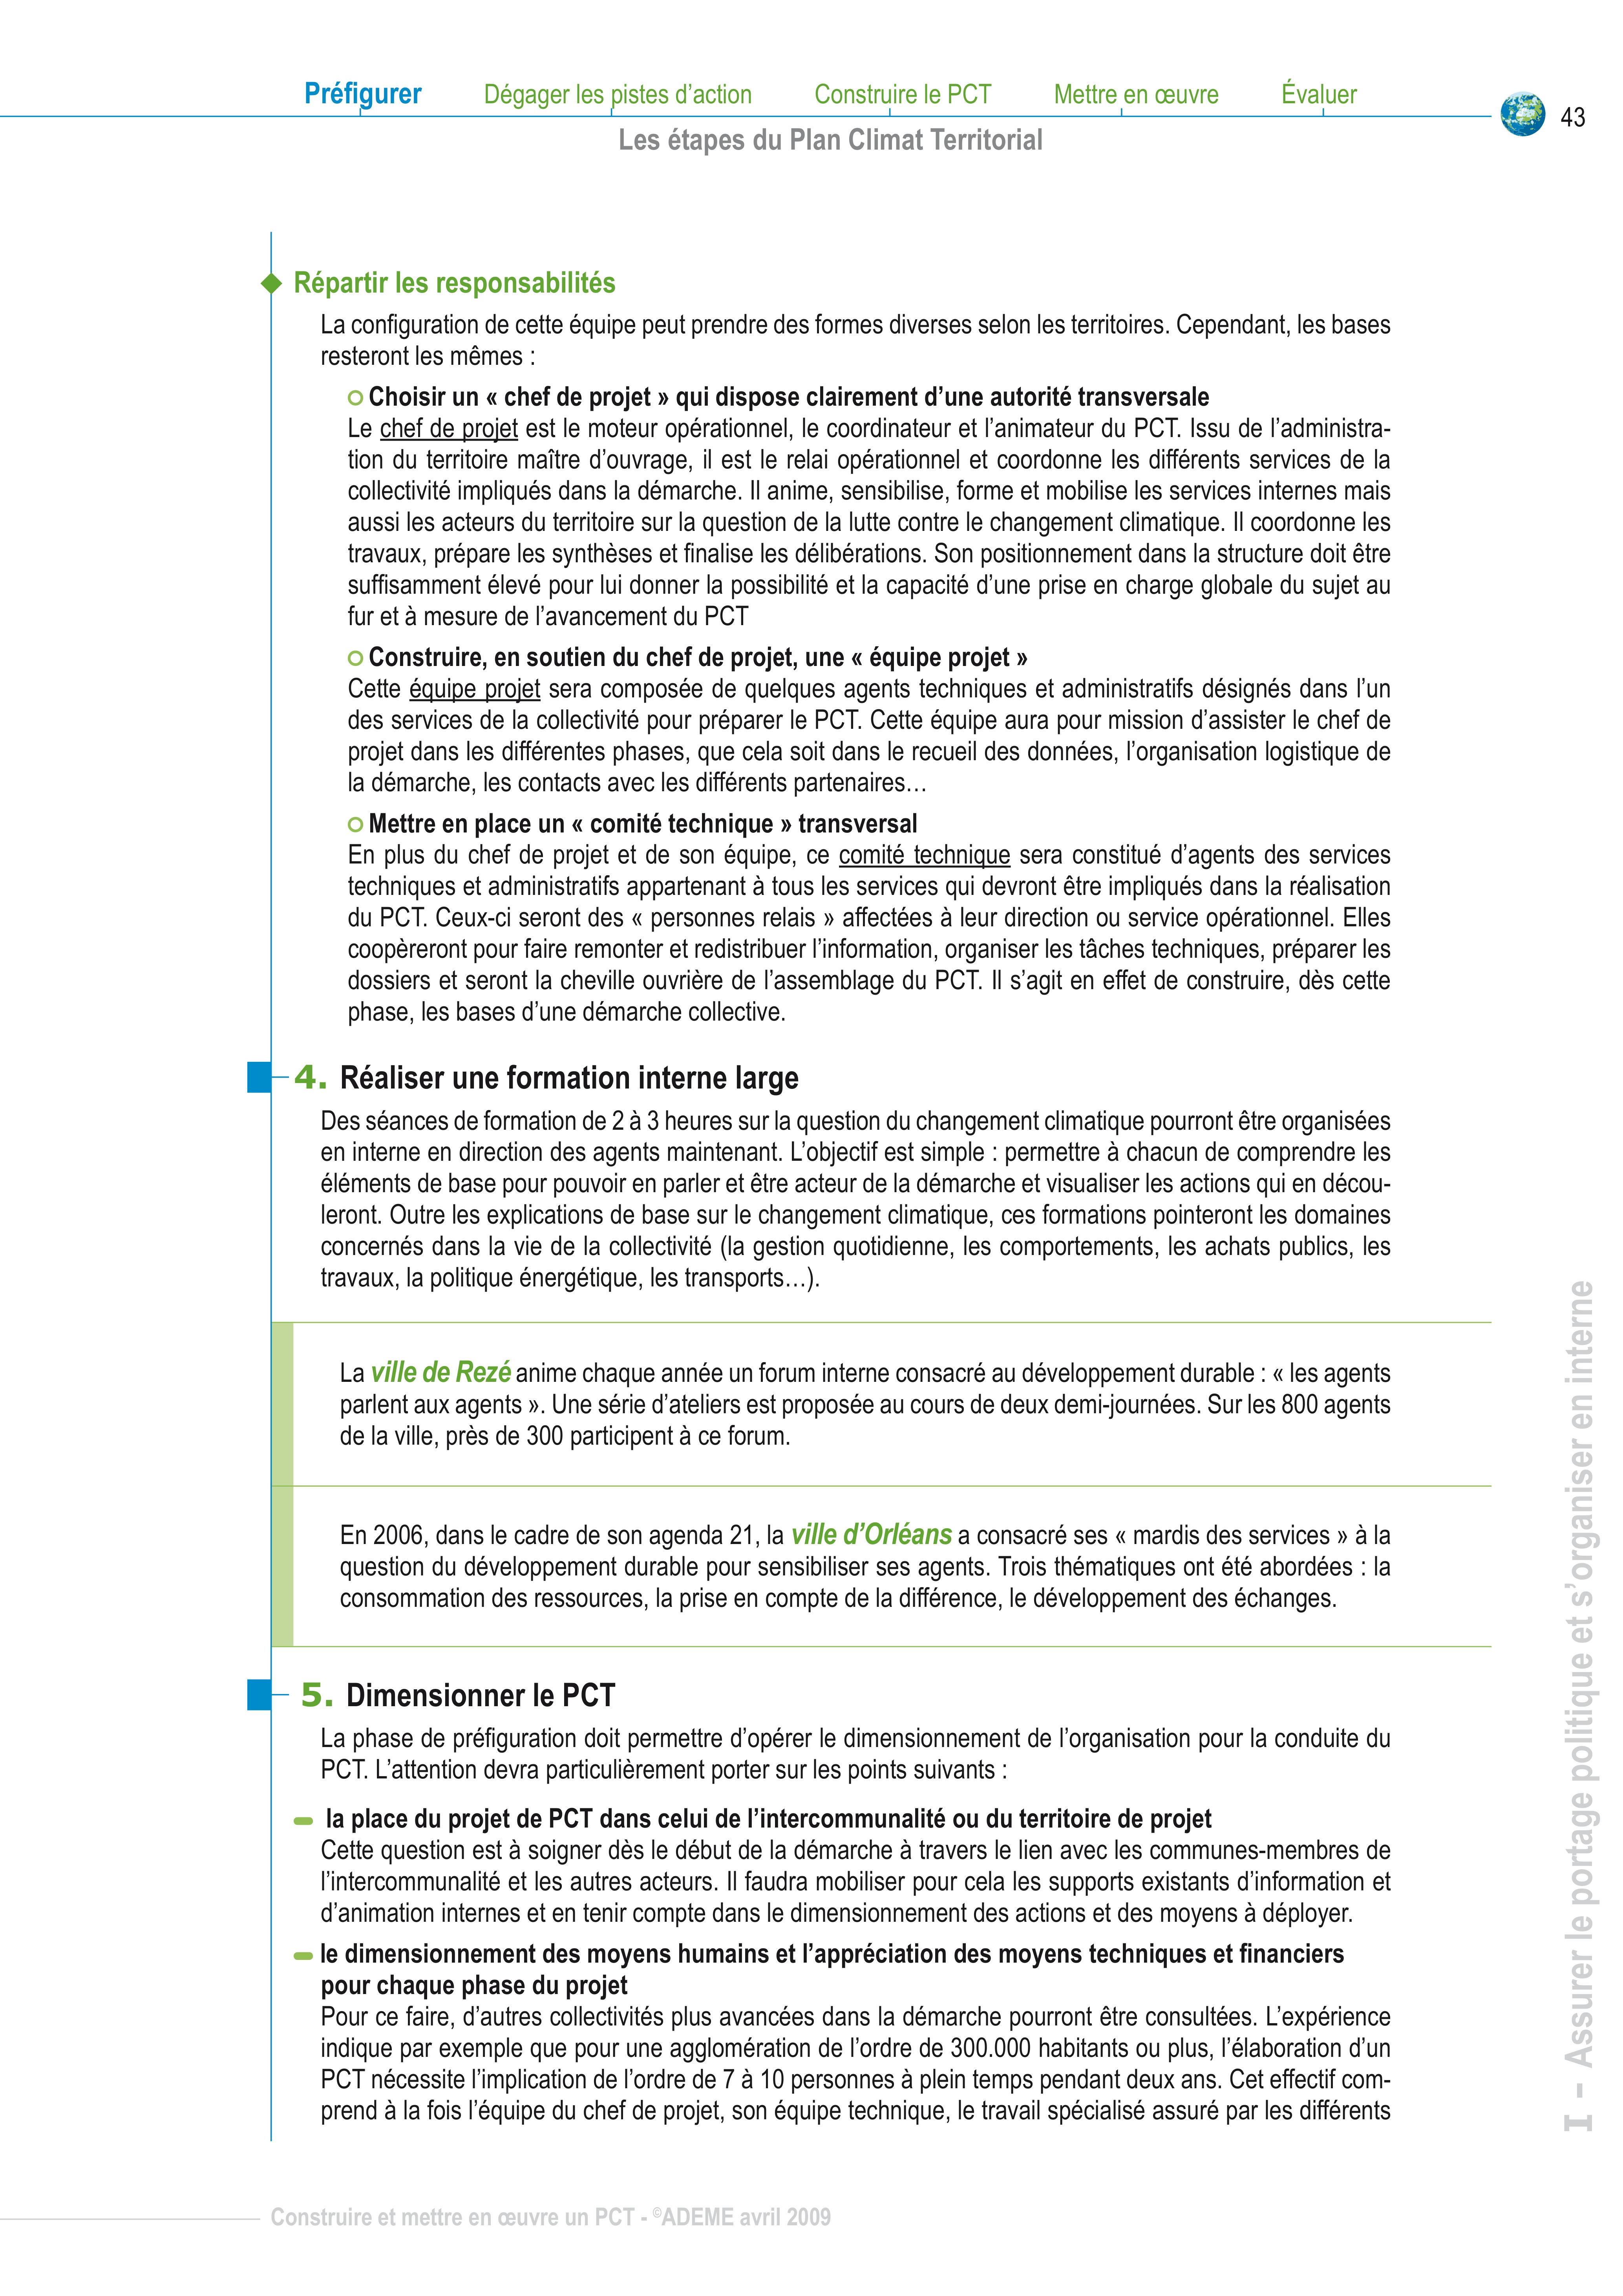 Préfigurer Dégager les pistes d’action Construire le PCT Mettre en œuvre Évaluer
43
Les étapes du Plan Climat Territorial
Répartir les responsabilités
La configuration de cette équipe peut prendre des formes diverses selon les territoires. Cependant, les bases
resteront les mêmes :
Choisir un « chef de projet » qui dispose clairement d’une autorité transversale
Le chef de projet est le moteur opérationnel, le coordinateur et l’animateur du PCT. Issu de l’administra-
tion du territoire maître d’ouvrage, il est le relai opérationnel et coordonne les différents services de la
collectivité impliqués dans la démarche. Il anime, sensibilise, forme et mobilise les services internes mais
aussi les acteurs du territoire sur la question de la lutte contre le changement climatique. Il coordonne les
travaux, prépare les synthèses et finalise les délibérations. Son positionnement dans la structure doit être
suffisamment élevé pour lui donner la possibilité et la capacité d’une prise en charge globale du sujet au
fur et à mesure de l’avancement du PCT
Construire, en soutien du chef de projet, une « équipe projet »
Cette équipe projet sera composée de quelques agents techniques et administratifs désignés dans l’un
des services de la collectivité pour préparer le PCT. Cette équipe aura pour mission d’assister le chef de
projet dans les différentes phases, que cela soit dans le recueil des données, l’organisation logistique de
la démarche, les contacts avec les différents partenaires…
Mettre en place un « comité technique » transversal
En plus du chef de projet et de son équipe, ce comité technique sera constitué d’agents des services
techniques et administratifs appartenant à tous les services qui devront être impliqués dans la réalisation
du PCT. Ceux-ci seront des « personnes relais » affectées à leur direction ou service opérationnel. Elles
coopèreront pour faire remonter et redistribuer l’information, organiser les tâches techniques, préparer les
dossiers et seront la cheville ouvrière de l’assemblage du PCT. Il s’agit en effet de construire, dès cette
phase, les bases d’une démarche collective.
4. Réaliser une formation interne large
Des séances de formation de 2 à 3 heures sur la question du changement climatique pourront être organisées
en interne en direction des agents maintenant. L’objectif est simple : permettre à chacun de comprendre les
éléments de base pour pouvoir en parler et être acteur de la démarche et visualiser les actions qui en décou-
leront. Outre les explications de base sur le changement climatique, ces formations pointeront les domaines
concernés dans la vie de la collectivité (la gestion quotidienne, les comportements, les achats publics, les
travaux, la politique énergétique, les transports…).
La ville de Rezé anime chaque année un forum interne consacré au développement durable : « les agents
parlent aux agents ». Une série d’ateliers est proposée au cours de deux demi-journées. Sur les 800 agents
de la ville, près de 300 participent à ce forum.
En 2006, dans le cadre de son agenda 21, la ville d’Orléans a consacré ses « mardis des services » à la
question du développement durable pour sensibiliser ses agents. Trois thématiques ont été abordées : la
consommation des ressources, la prise en compte de la différence, le développement des échanges.
5. Dimensionner le PCT
La phase de préfiguration doit permettre d’opérer le dimensionnement de l’organisation pour la conduite du
PCT. L’attention devra particulièrement porter sur les points suivants :
la place du projet de PCT dans celui de l’intercommunalité ou du territoire de projet
Cette question est à soigner dès le début de la démarche à travers le lien avec les communes-membres de
l’intercommunalité et les autres acteurs. Il faudra mobiliser pour cela les supports existants d’information et
d’animation internes et en tenir compte dans le dimensionnement des actions et des moyens à déployer.
le dimensionnement des moyens humains et l’appréciation des moyens techniques et financiers
pour chaque phase du projet
Pour ce faire, d’autres collectivités plus avancées dans la démarche pourront être consultées. L’expérience
indique par exemple que pour une agglomération de l’ordre de 300.000 habitants ou plus, l’élaboration d’un
PCT nécessite l’implication de l’ordre de 7 à 10 personnes à plein temps pendant deux ans. Cet effectif com-
prend à la fois l’équipe du chef de projet, son équipe technique, le travail spécialisé assuré par les différents
I - Assurer le portage politique et s’organiser en interne
Construire et mettre en œuvre un PCT - ©ADEME avril 2009